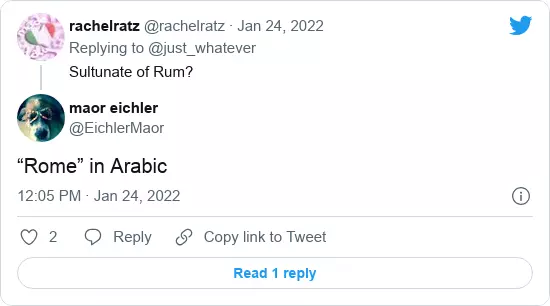 rachelratz @rachelratz · Jan 24, 2022
Replying to @just_whatever
Sultunate of Rum?
maor eichler
@EichlerMaor
“Rome” in Arabic
12:05 PM · Jan 24, 2022
2 Reply Copy link to Tweet
Read 1 reply